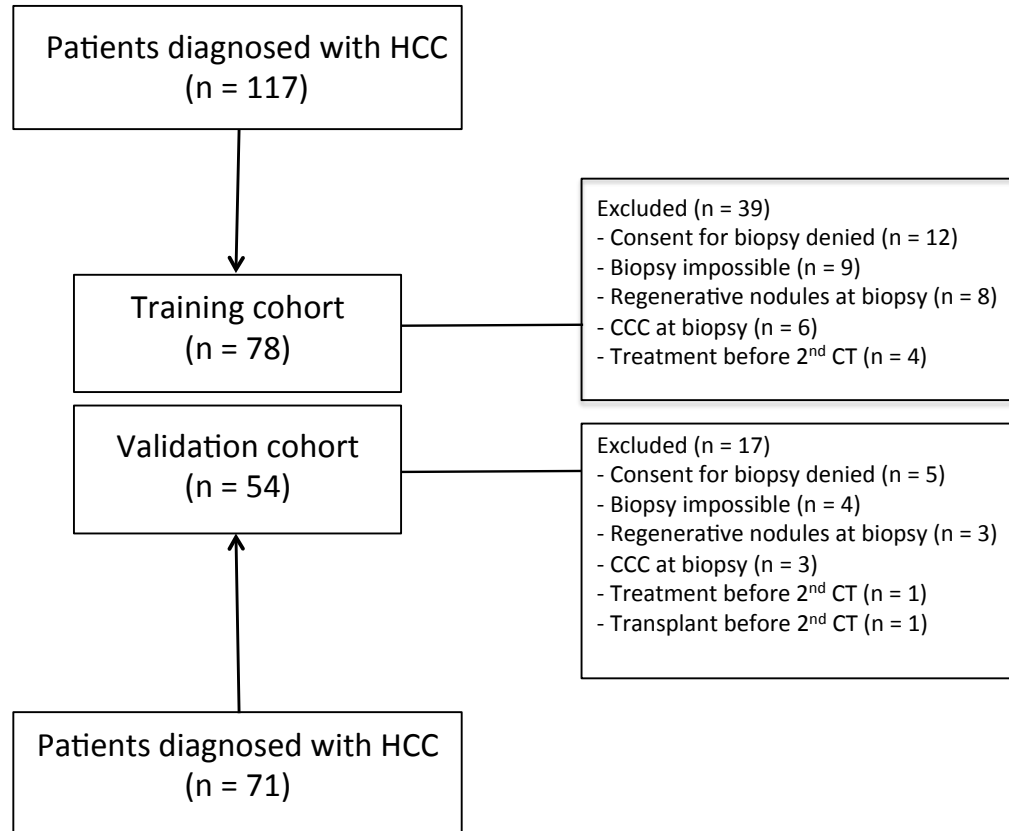 Patients diagnosed with HCC
(n = 117)
Excluded (n = 39)
- Consent for biopsy denied (n = 12)
- Biopsy impossible (n = 9)
- Regenerative nodules at biopsy (n = 8)
- CCC at biopsy (n = 6)
- Treatment before 2nd CT (n = 4)
Training cohort
(n = 78)
Validation cohort
(n = 54)
Excluded (n = 17)
- Consent for biopsy denied (n = 5)
- Biopsy impossible (n = 4)
- Regenerative nodules at biopsy (n = 3)
- CCC at biopsy (n = 3)
- Treatment before 2nd CT (n = 1)
- Transplant before 2nd CT (n = 1)
Patients diagnosed with HCC
(n = 71)